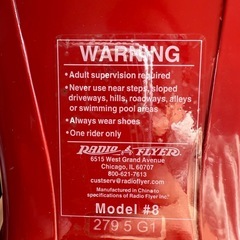 WARNING
• Adult supervision required
• Never use near steps, sloped
driveways, hills, roadways, alleys
or swimming pool areas
• Always wear shoes
• One rider only
RADIO FLYER
6515 West Grand Avenue
Chicago, IL 60707
800-621-7613
custserv@radioflyer.com
Manufactured in China to
specifications of Radio Flyer Inc.
Model #8
279 5 G1